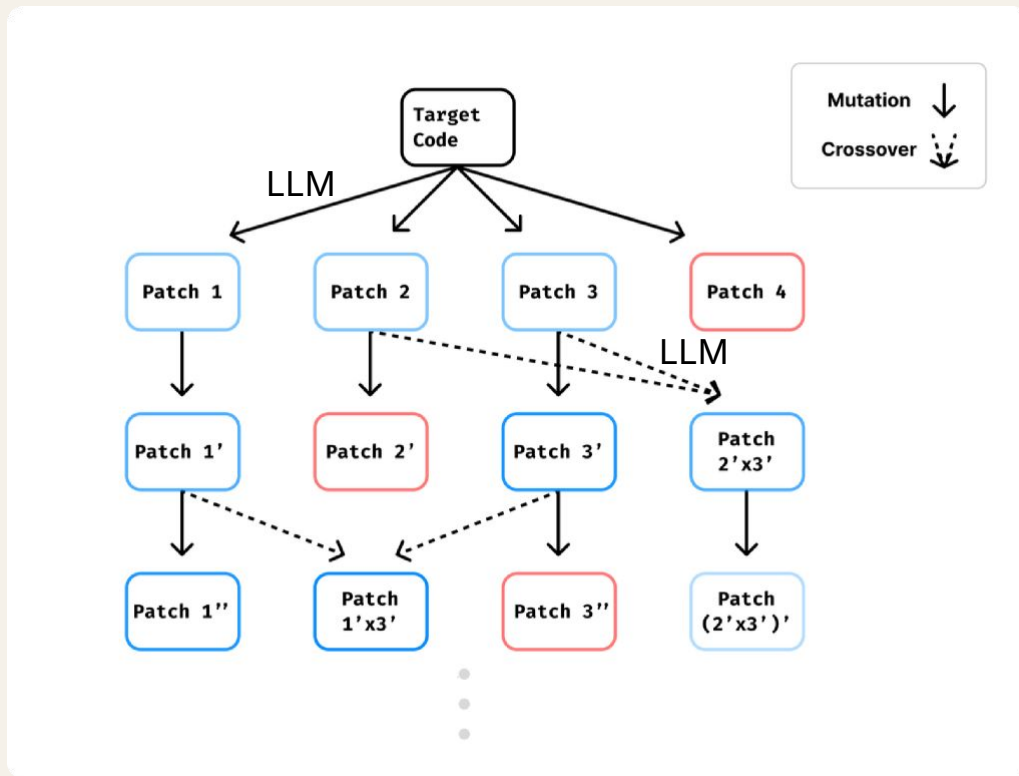 Target
Code
Mutation
Crossover
LLM
Patch 1
Patch 2
Patch 3
Patch 4
LLM
Patch 1’
Patch 2’
Patch 3’
Patch
2’x3’
Patch 1’’
Patch
1’x3’
Patch 3’’
Patch
(2’x3’)’